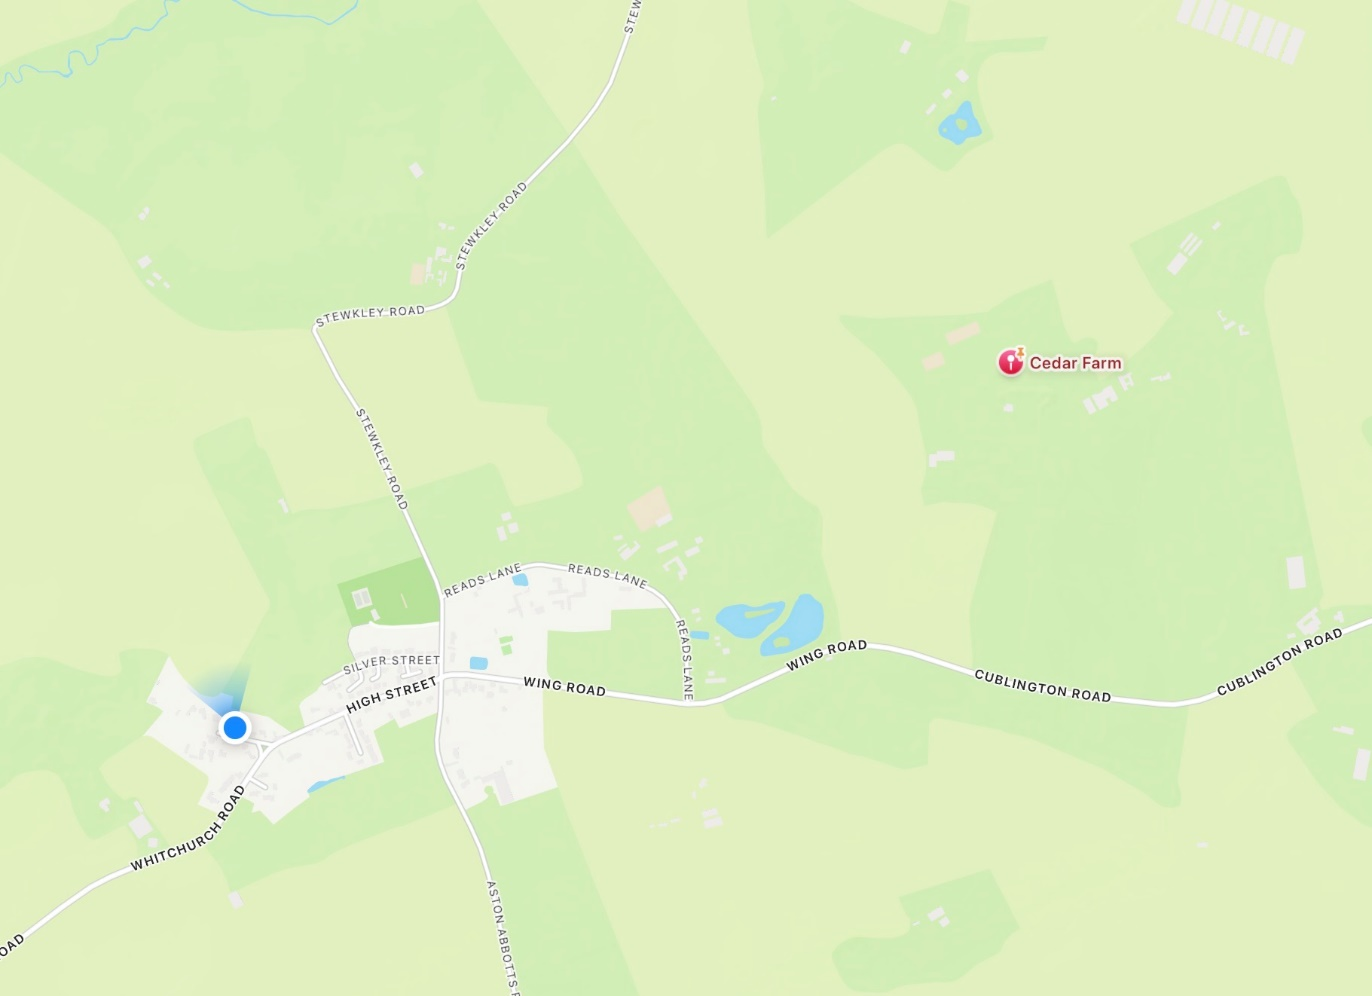 STEW
STEWKLEY ROAD
STEWKLEY ROAD
Cedar Farm
STEWKLEY ROAD
READS LANE
READS LANE
READS LANE
SILVER STREET
HIGH STREET
WING ROAD
WING ROAD
CUBLINGTON ROAD
CUBLINGTON ROAD
WHITCHURCH ROAD
OAD
ASTON ABBOTTS R